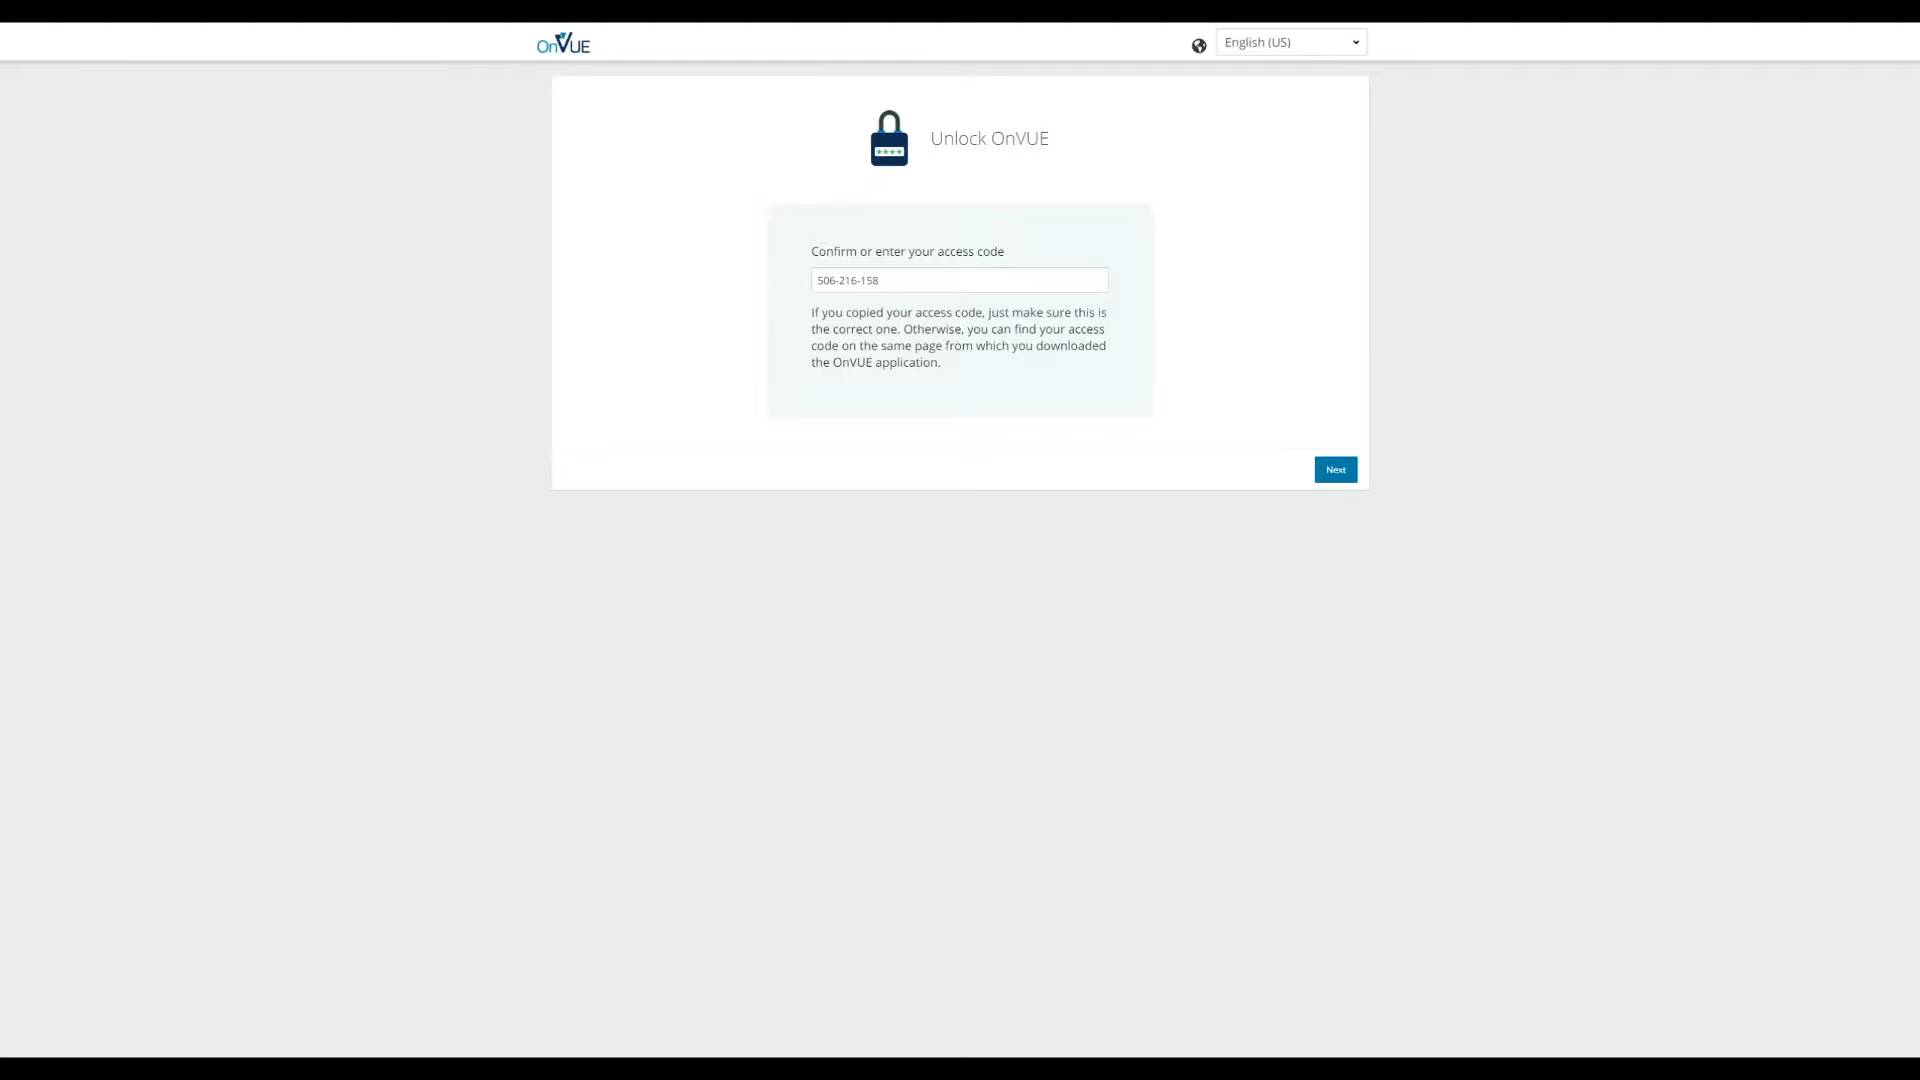 OnVUE
English (US)
****
Unlock OnVUE
Confirm or enter your access code
506-216-158
If you copied your access code, just make sure this is
the correct one. Otherwise, you can find your access
code on the same page from which you downloaded
the OnVUE application.
Next